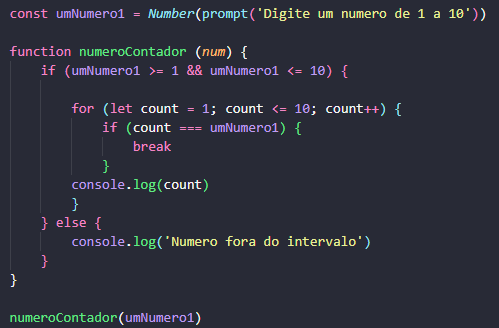 const umNumero1 = Number(prompt('Digite um numero de 1 a 10'))
function numeroContador (num) {
if (umNumero1 >= 1 && umNumero1 <= 10) {
for (let count = 1; count <= 10; count++) {
if (count === umNumero1) {
break
}
console.log(count)
}
} else {
console.log('Numero fora do intervalo')
}
}
numeroContador(umNumero1)